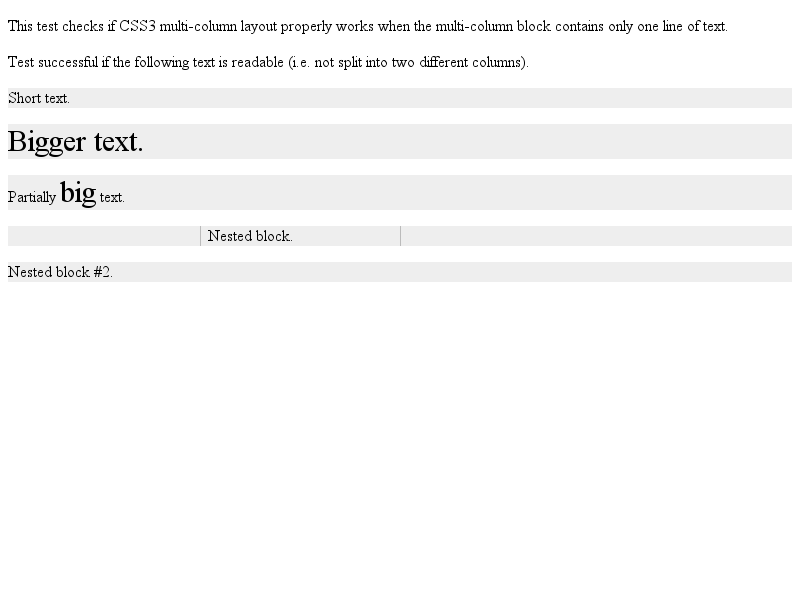 This test checks if CSS3 multi-column layout properly works when the multi-column block contains only one line of text.
Test successful if the following text is readable (i.e. not split into two different columns).
Short text.
Bigger text.
Partially big text.
Nested block.
Nested block #2.